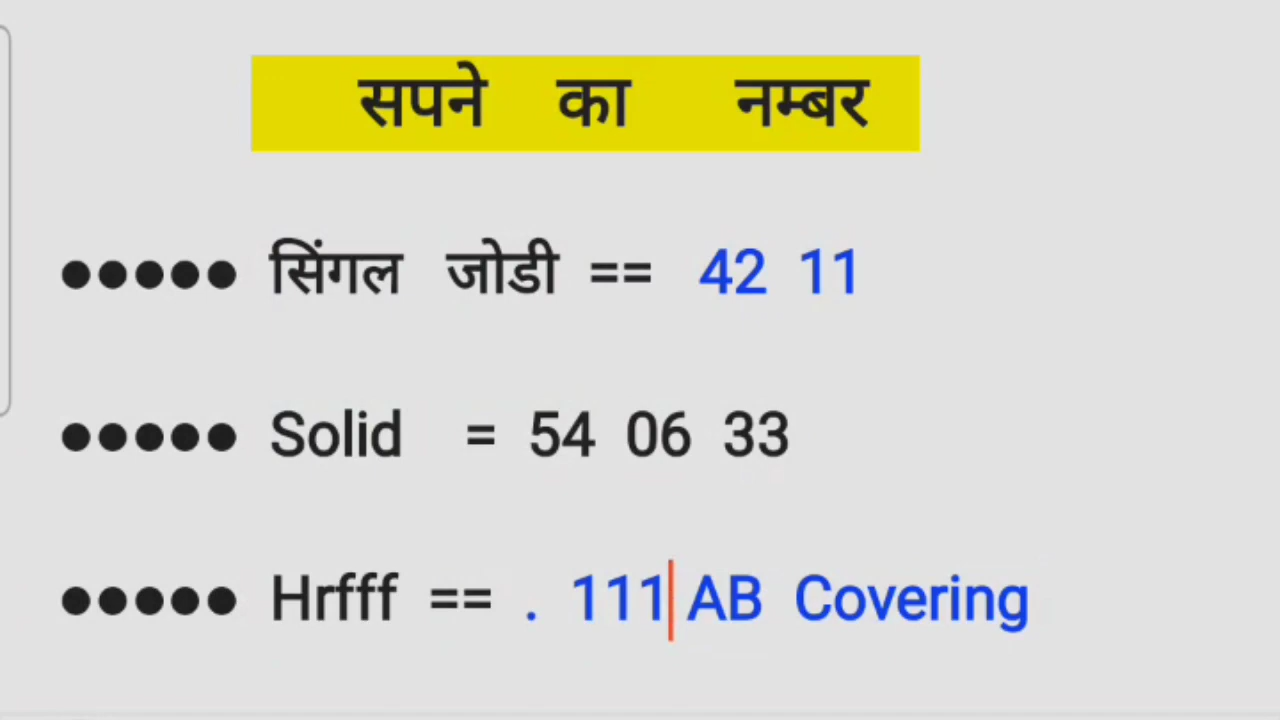 सपने का नम्बर
●●●●● सिंगल जोडी == 42 11
●●●●● Solid = 54 06 33
●●●●● Hrfff == . 111 AB Covering